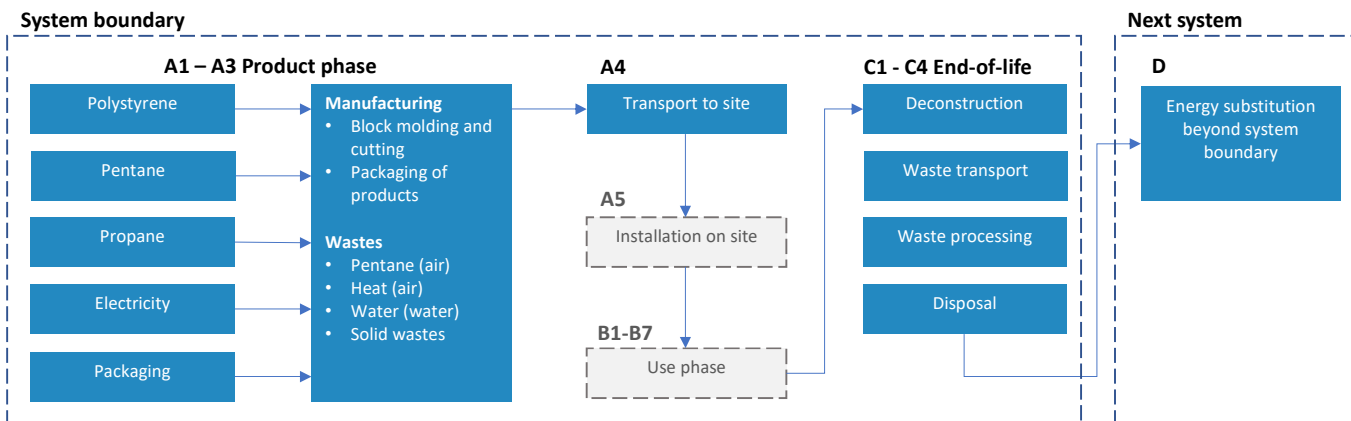 System boundary
Next system
A1 – A3 Product phase
A4
C1 - C4 End-of-life
D
Polystyrene
Pentane
Propane
Electricity
Packaging
Manufacturing
• Block molding and
cutting
• Packaging of
products
Wastes
• Pentane (air)
• Heat (air)
• Water (water)
• Solid wastes
Transport to site
A5
Installation on site
B1-B7
Use phase
Deconstruction
Waste transport
Waste processing
Disposal
Energy substitution
beyond system
boundary